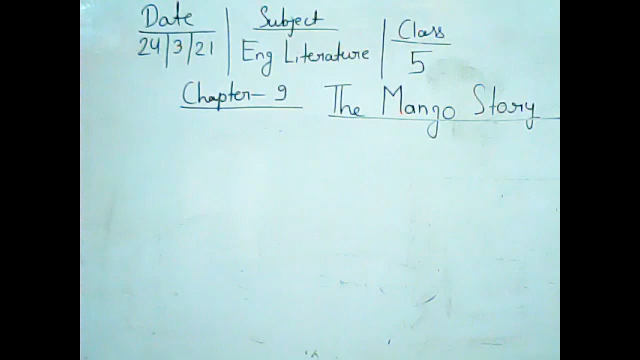 Date | Subject | Class
24|3|21 | Eng Literature | 5
Chapter- 9 The Mango Story